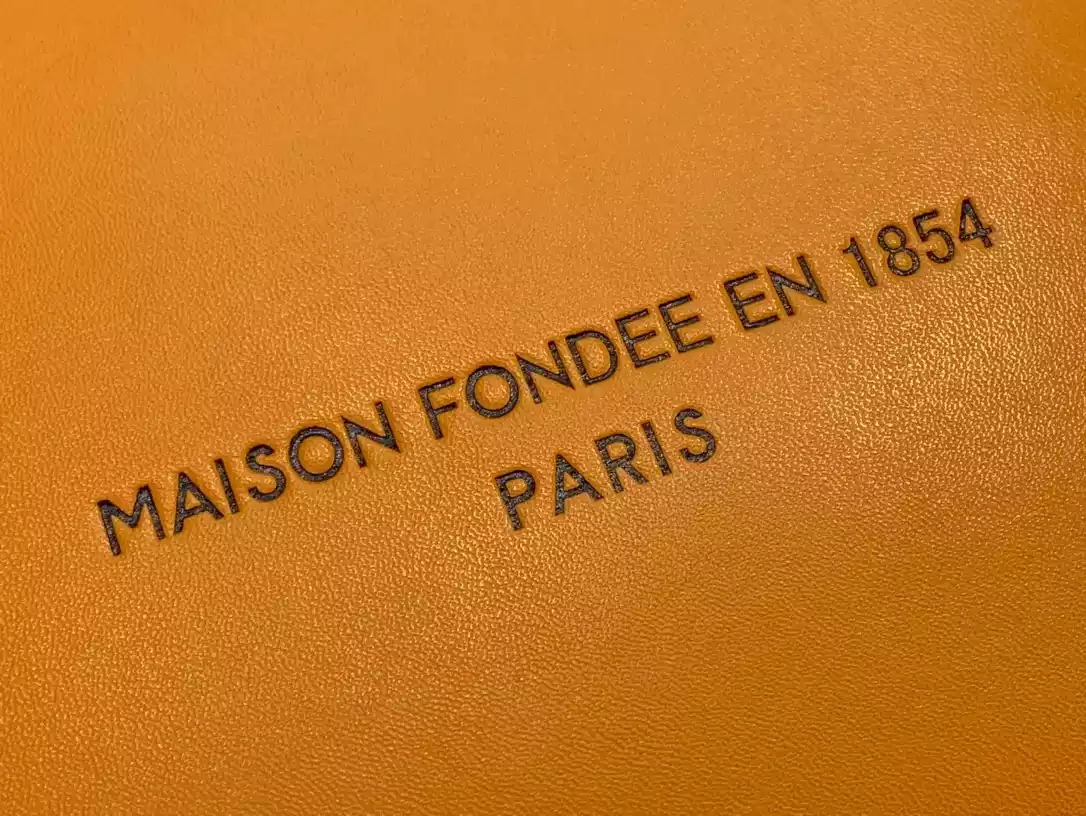 MAISON FONDEE EN 1854
PARIS